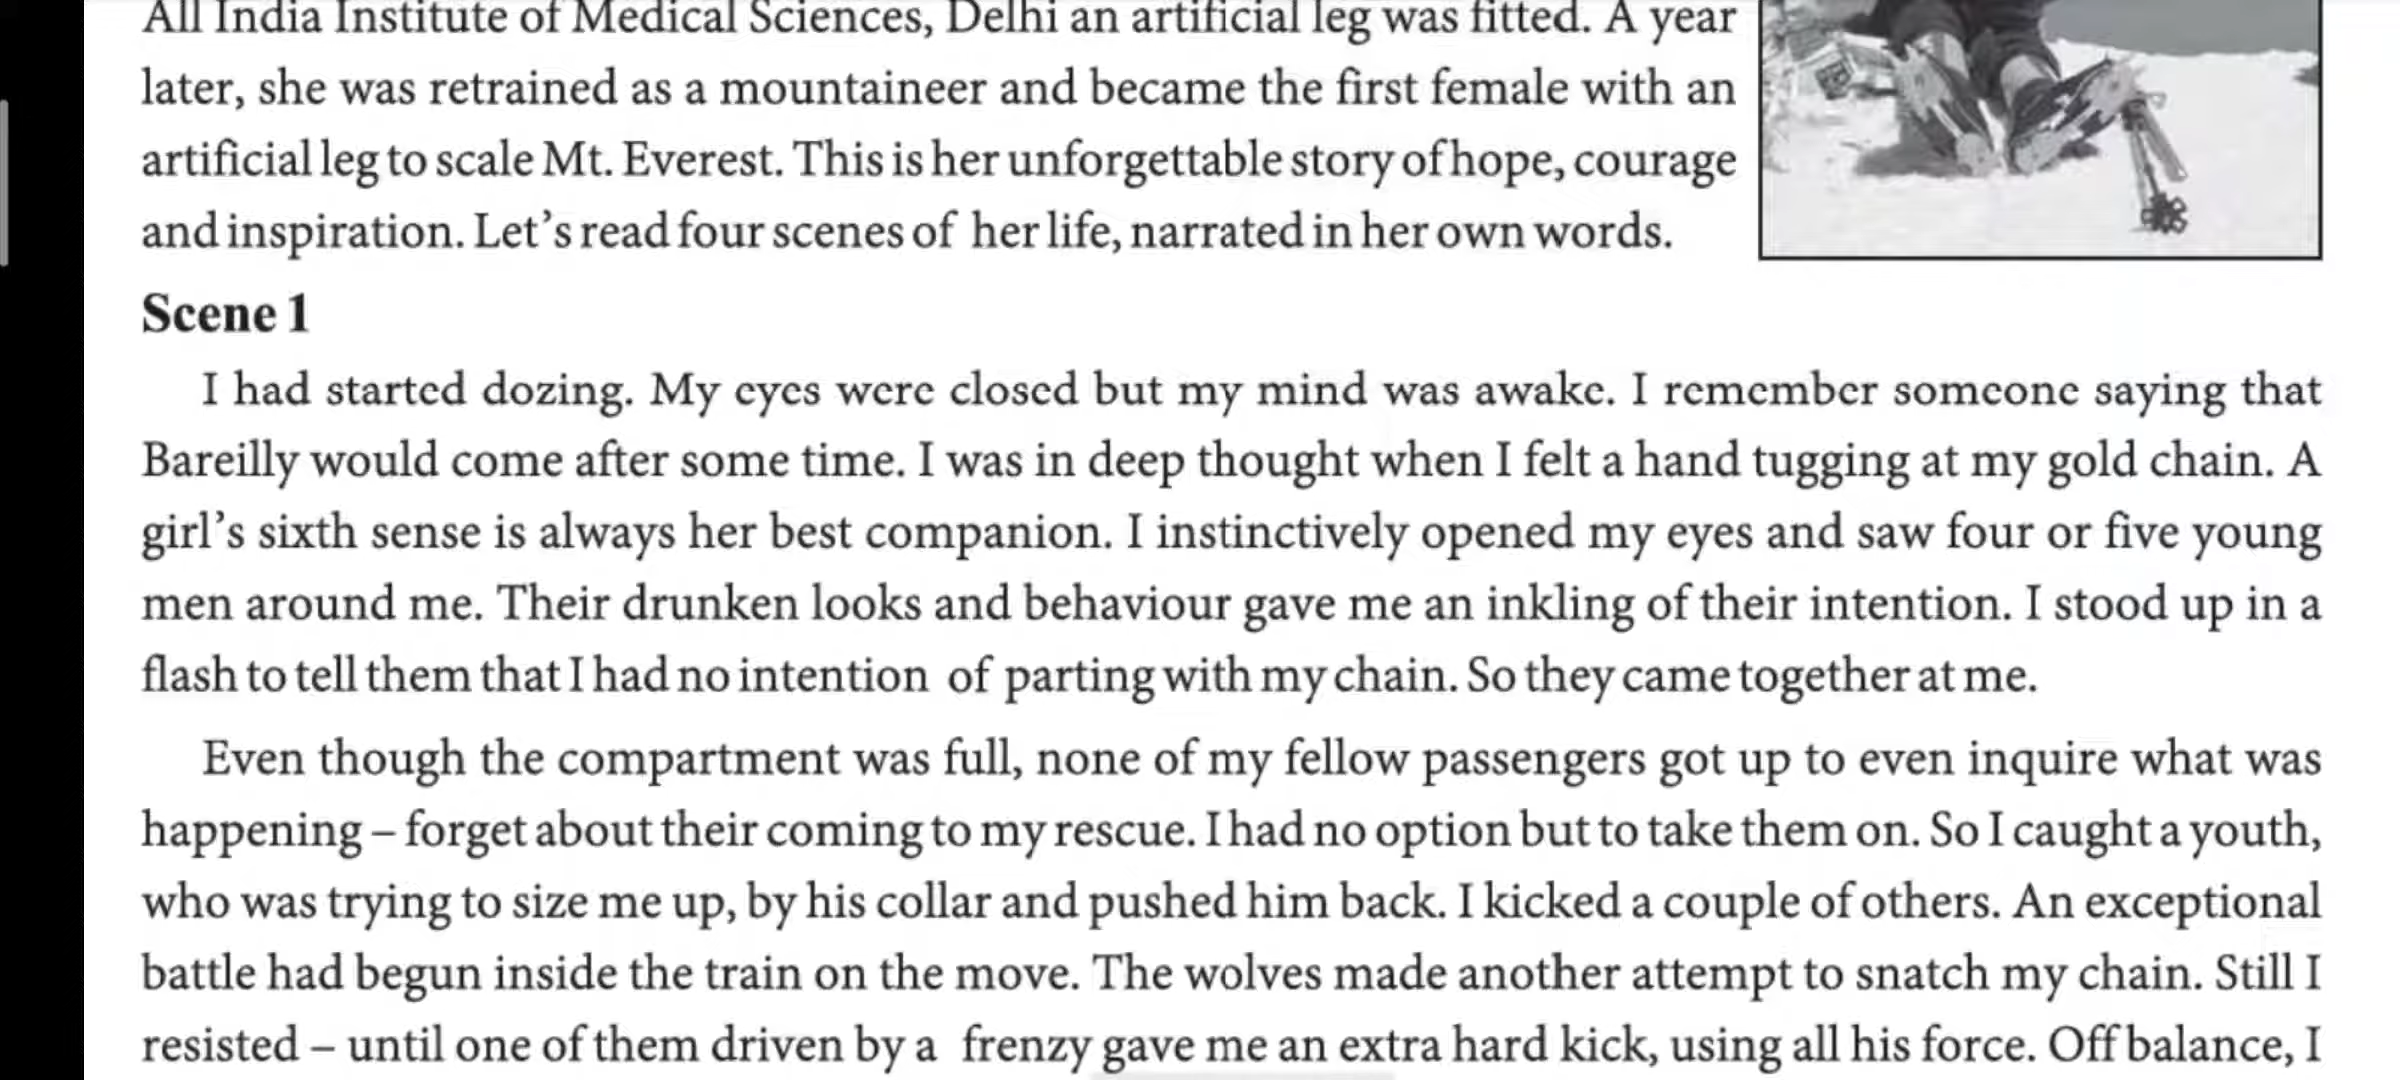 All India Institute of Medical Sciences, Delhi an artificial leg was fitted. A year
later, she was retrained as a mountaineer and became the first female with an
artificial leg to scale Mt. Everest. This is her unforgettable story of hope, courage
and inspiration. Let's read four scenes of her life, narrated in her own words.
Scene 1
I had started dozing. My eyes were closed but my mind was awake. I remember someone saying that
Bareilly would come after some time. I was in deep thought when I felt a hand tugging at my gold chain. A
girl's sixth sense is always her best companion. I instinctively opened my eyes and saw four or five young
men around me. Their drunken looks and behaviour gave me an inkling of their intention. I stood up in a
flash to tell them that I had no intention of parting with my chain. So they came together at me.
Even though the compartment was full, none of my fellow passengers got up to even inquire what was
happening – forget about their coming to my rescue. I had no option but to take them on. So I caught a youth,
who was trying to size me up, by his collar and pushed him back. I kicked a couple of others. An exceptional
battle had begun inside the train on the move. The wolves made another attempt to snatch my chain. Still I
resisted – until one of them driven by a frenzy gave me an extra hard kick, using all his force. Off balance, I